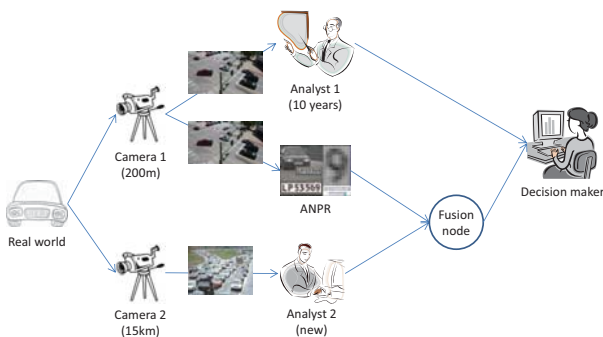 Analyst 1
(10 years)
Camera 1
(200m)
LP53569
ANPR
Decision maker
Fusion
node
Real world
Camera 2
(15km)
Analyst 2
(new)